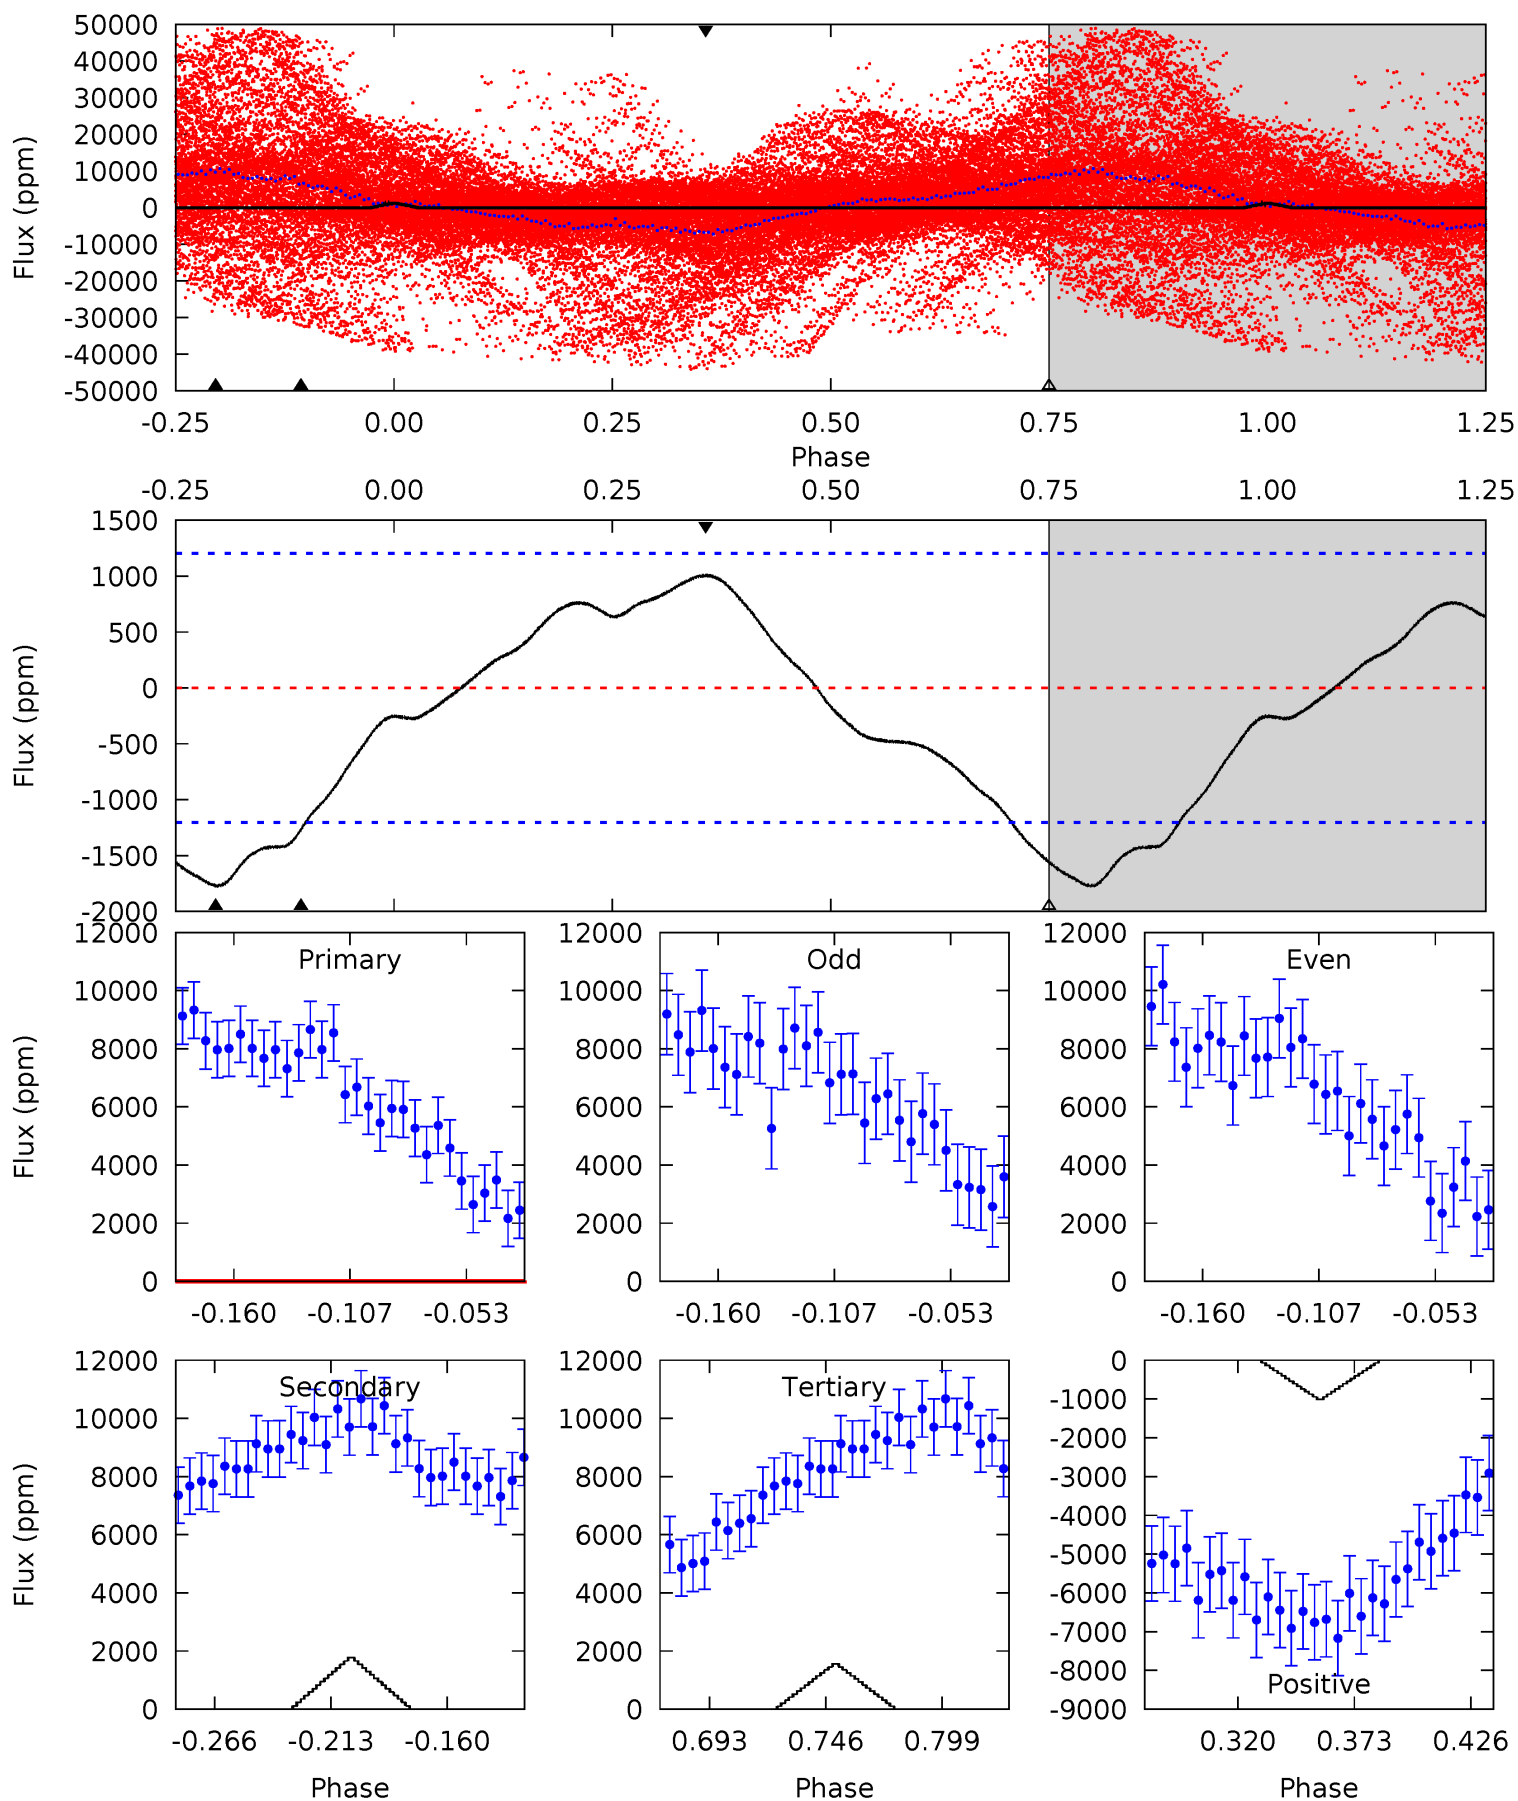 50000
40000
30000
20000
10000
0
-10000
-20000
-30000
-40000
-50000
Flux (ppm)
-0.25 0.00 0.25 0.50 0.75 1.00 1.25
Phase
-0.25 0.00 0.25 0.50 0.75 1.00 1.25
1500
1000
500
0
-500
-1000
-1500
-2000
Flux (ppm)
12000
10000
8000
6000
4000
2000
0
Flux (ppm)
Primary
-0.160 -0.107 -0.053
12000
10000
8000
6000
4000
2000
0
Odd
-0.160 -0.107 -0.053
12000
10000
8000
6000
4000
2000
0
Even
-0.160 -0.107 -0.053
12000
10000
8000
6000
4000
2000
0
Flux (ppm)
Secondary
-0.266 -0.213 -0.160
Phase
12000
10000
8000
6000
4000
2000
0
Tertiary
0.693 0.746 0.799
Phase
0
-1000
-2000
-3000
-4000
-5000
-6000
-7000
-8000
-9000
Positive
0.320 0.373 0.426
Phase